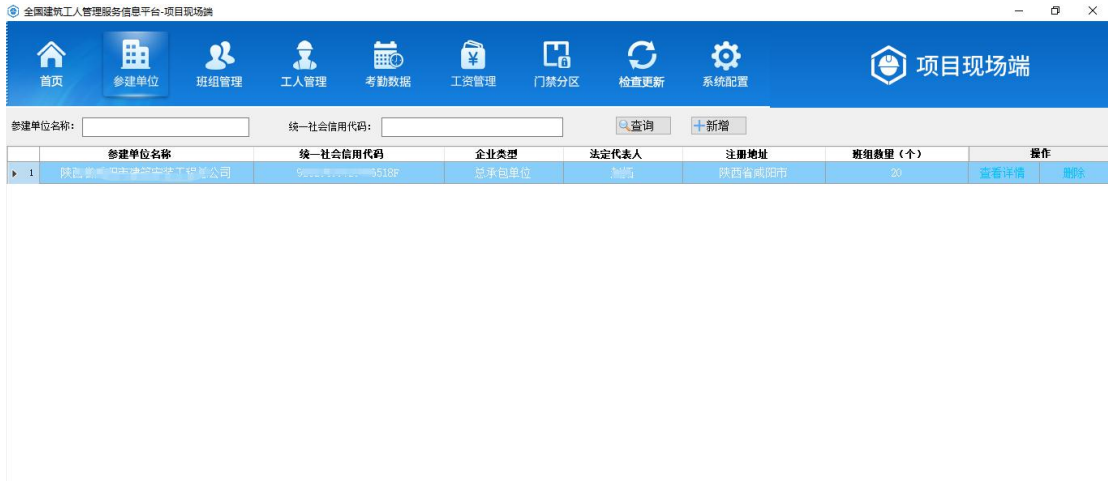 全国建筑工人管理服务信息平台-项目现场端
首页 参建单位 班组管理 工人管理 考勤数据 工资管理 门禁分区 检查更新 系统配置 项目现场端
参建单位名称： 统一社会信用代码： 查询 新增
参建单位名称 统一社会信用代码 企业类型 法定代表人 注册地址 班组数量（个） 操作
1 公司 518F 总承包单位 陕西省咸阳市 20 查看详情 删除